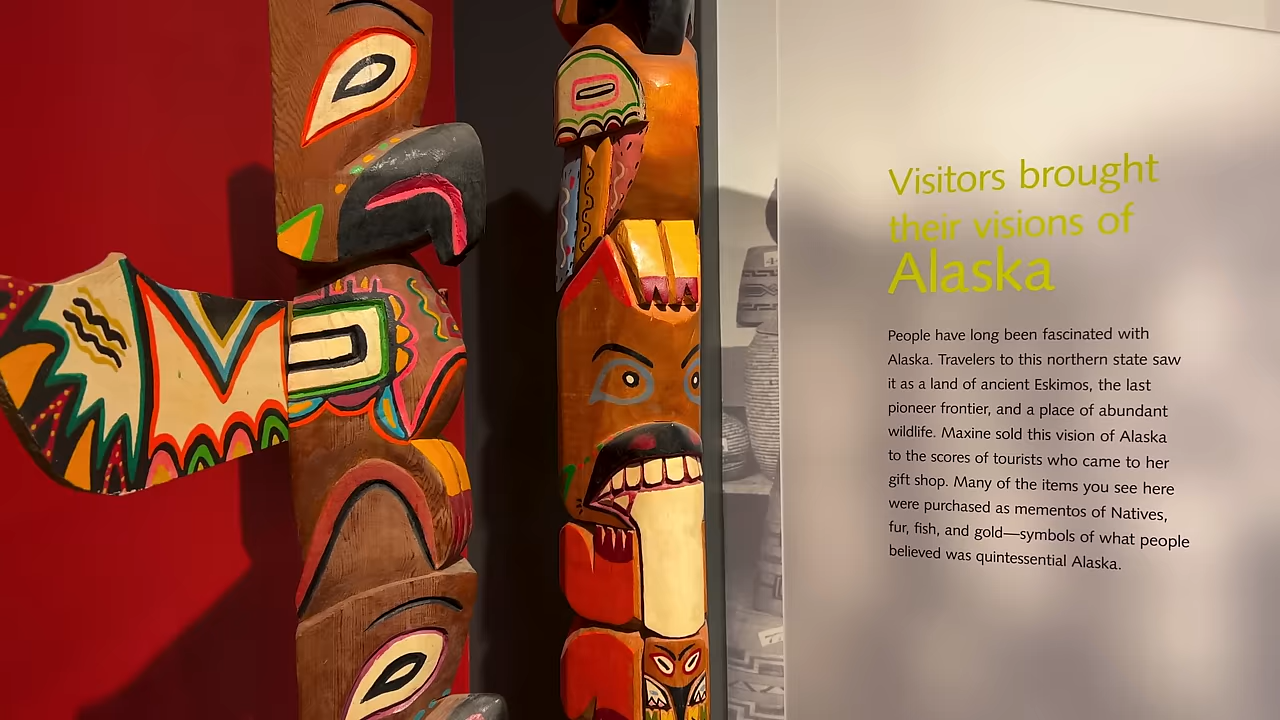 Visitors brought
their visions of
Alaska
People have long been fascinated with
Alaska. Travelers to this northern state saw
it as a land of ancient Eskimos, the last
pioneer frontier, and a place of abundant
wildlife. Maxine sold this vision of Alaska
to the scores of tourists who came to her
gift shop. Many of the items you see here
were purchased as mementos of Natives,
fur, fish, and gold—symbols of what people
believed was quintessential Alaska.